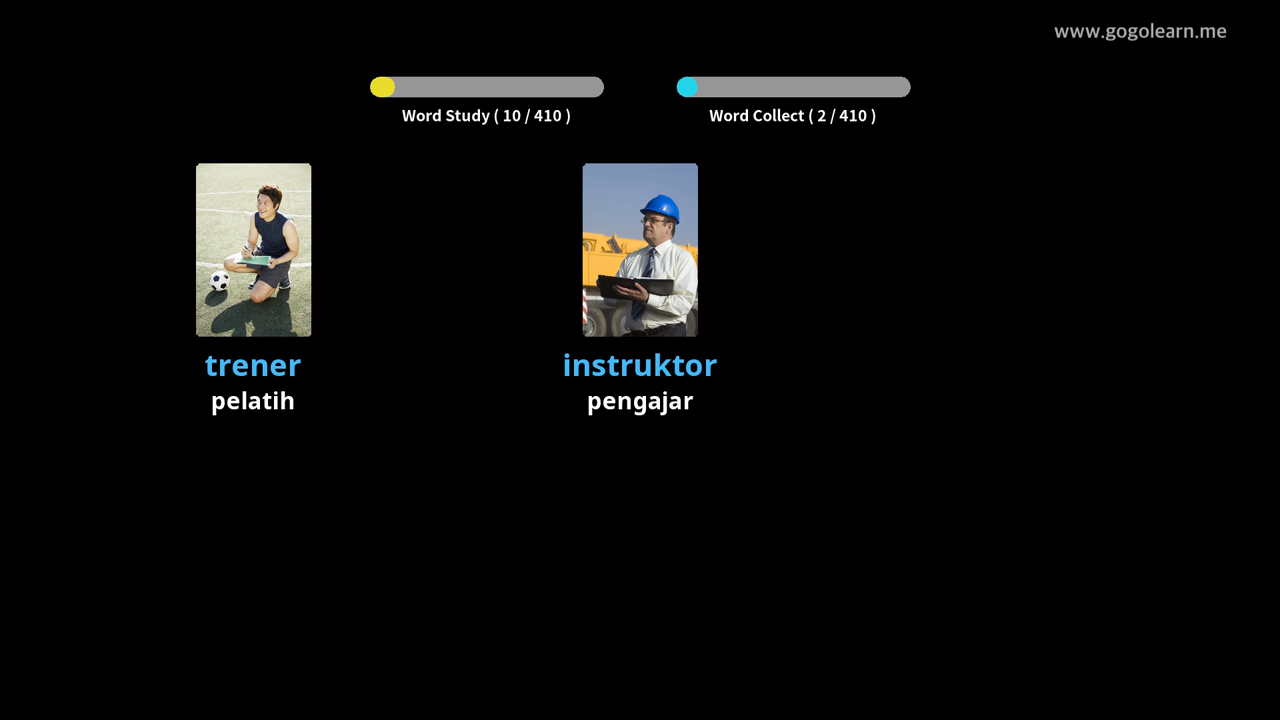 www.gogolearn.me
Word Study ( 10 / 410 )
Word Collect ( 2 / 410 )
trener
pelatih
instruktor
pengajar